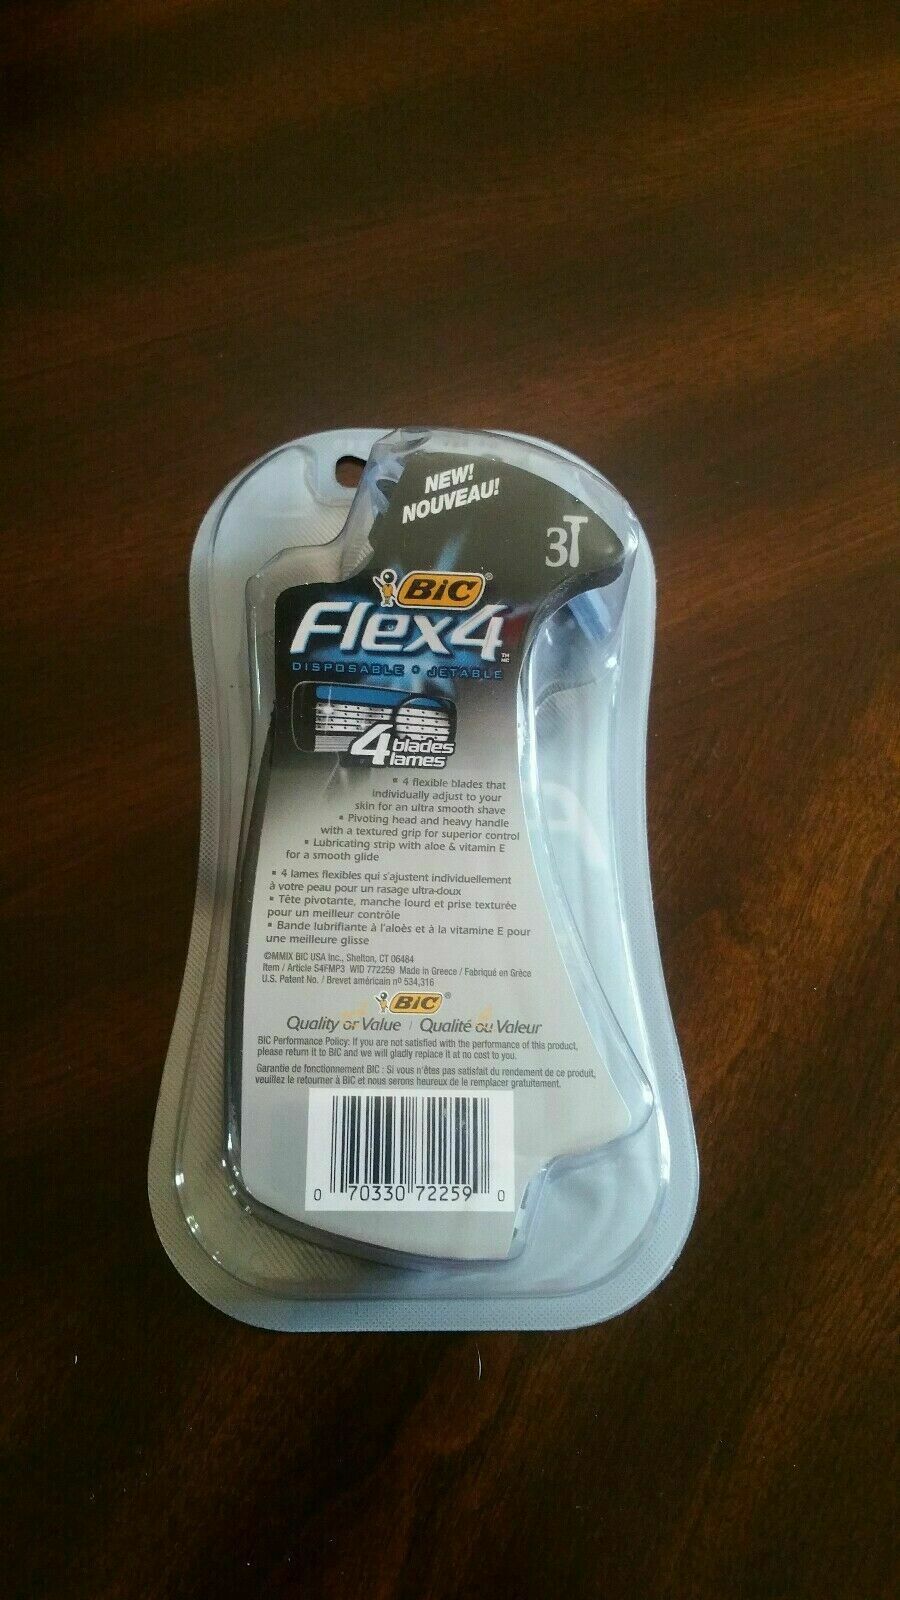 NEW!
NOUVEAU!
3
BiC®
Flex4™
MC
DISPOSABLE • JETABLE
4 blades
lames
▪ 4 flexible blades that
individually adjust to your
skin for an ultra smooth shave
▪ Pivoting head and heavy handle
with a textured grip for superior control
▪ Lubricating strip with aloe & vitamin E
for a smooth glide
▪ 4 lames flexibles qui s'ajustent individuellement
à votre peau pour un rasage ultra-doux
▪ Tête pivotante, manche lourd et prise texturée
pour un meilleur contrôle
▪ Bande lubrifiante à l'aloès et à la vitamine E pour
une meilleure glisse
©MMIX BIC USA Inc., Shelton, CT 06484
Item / Article S4FMP3 WID 772259 Made in Greece / Fabriqué en Grèce
U.S. Patent No. / Brevet américain nº 534,316
BiC®
Quality or Value / Qualité ou Valeur
BIC Performance Policy: If you are not satisfied with the performance of this product,
please return it to BIC and we will gladly replace it at no cost to you.
Garantie de fonctionnement BIC : Si vous n'êtes pas satisfait du rendement de ce produit,
veuillez le retourner à BIC et nous serons heureux de le remplacer gratuitement.
0 70330 72259 0